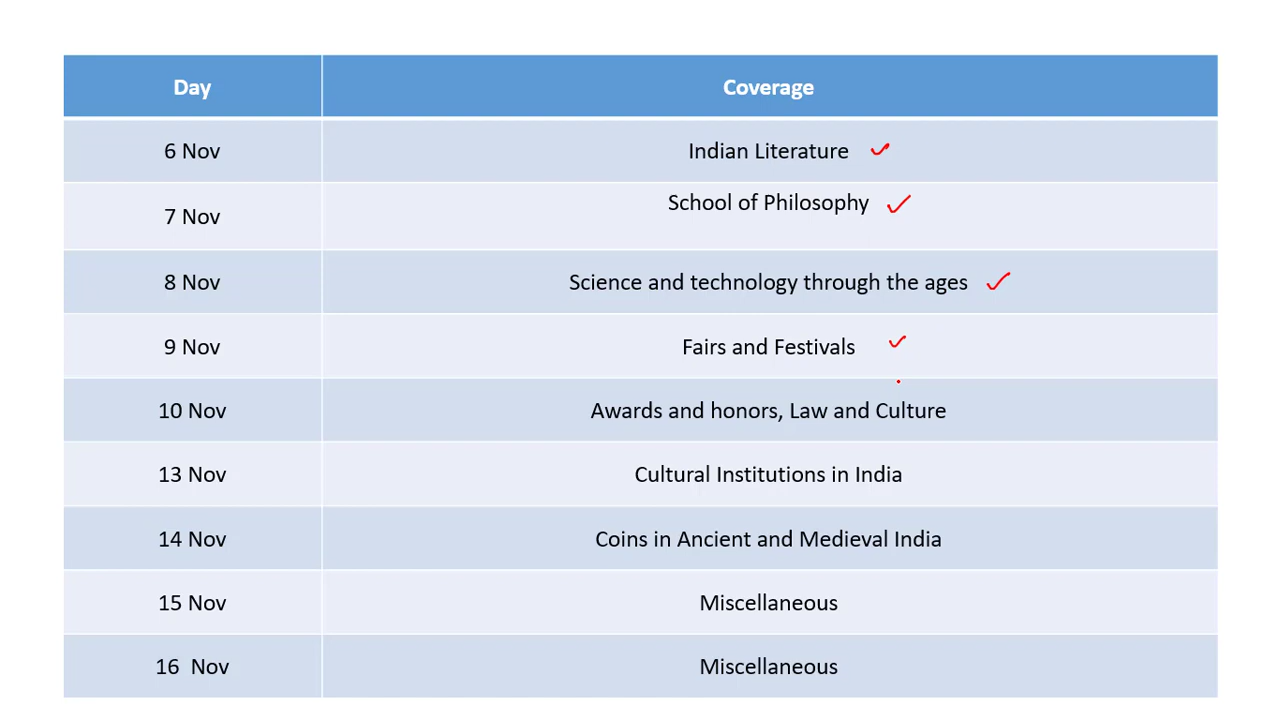 Day Coverage
6 Nov Indian Literature
7 Nov School of Philosophy
8 Nov Science and technology through the ages
9 Nov Fairs and Festivals
10 Nov Awards and honors, Law and Culture
13 Nov Cultural Institutions in India
14 Nov Coins in Ancient and Medieval India
15 Nov Miscellaneous
16 Nov Miscellaneous